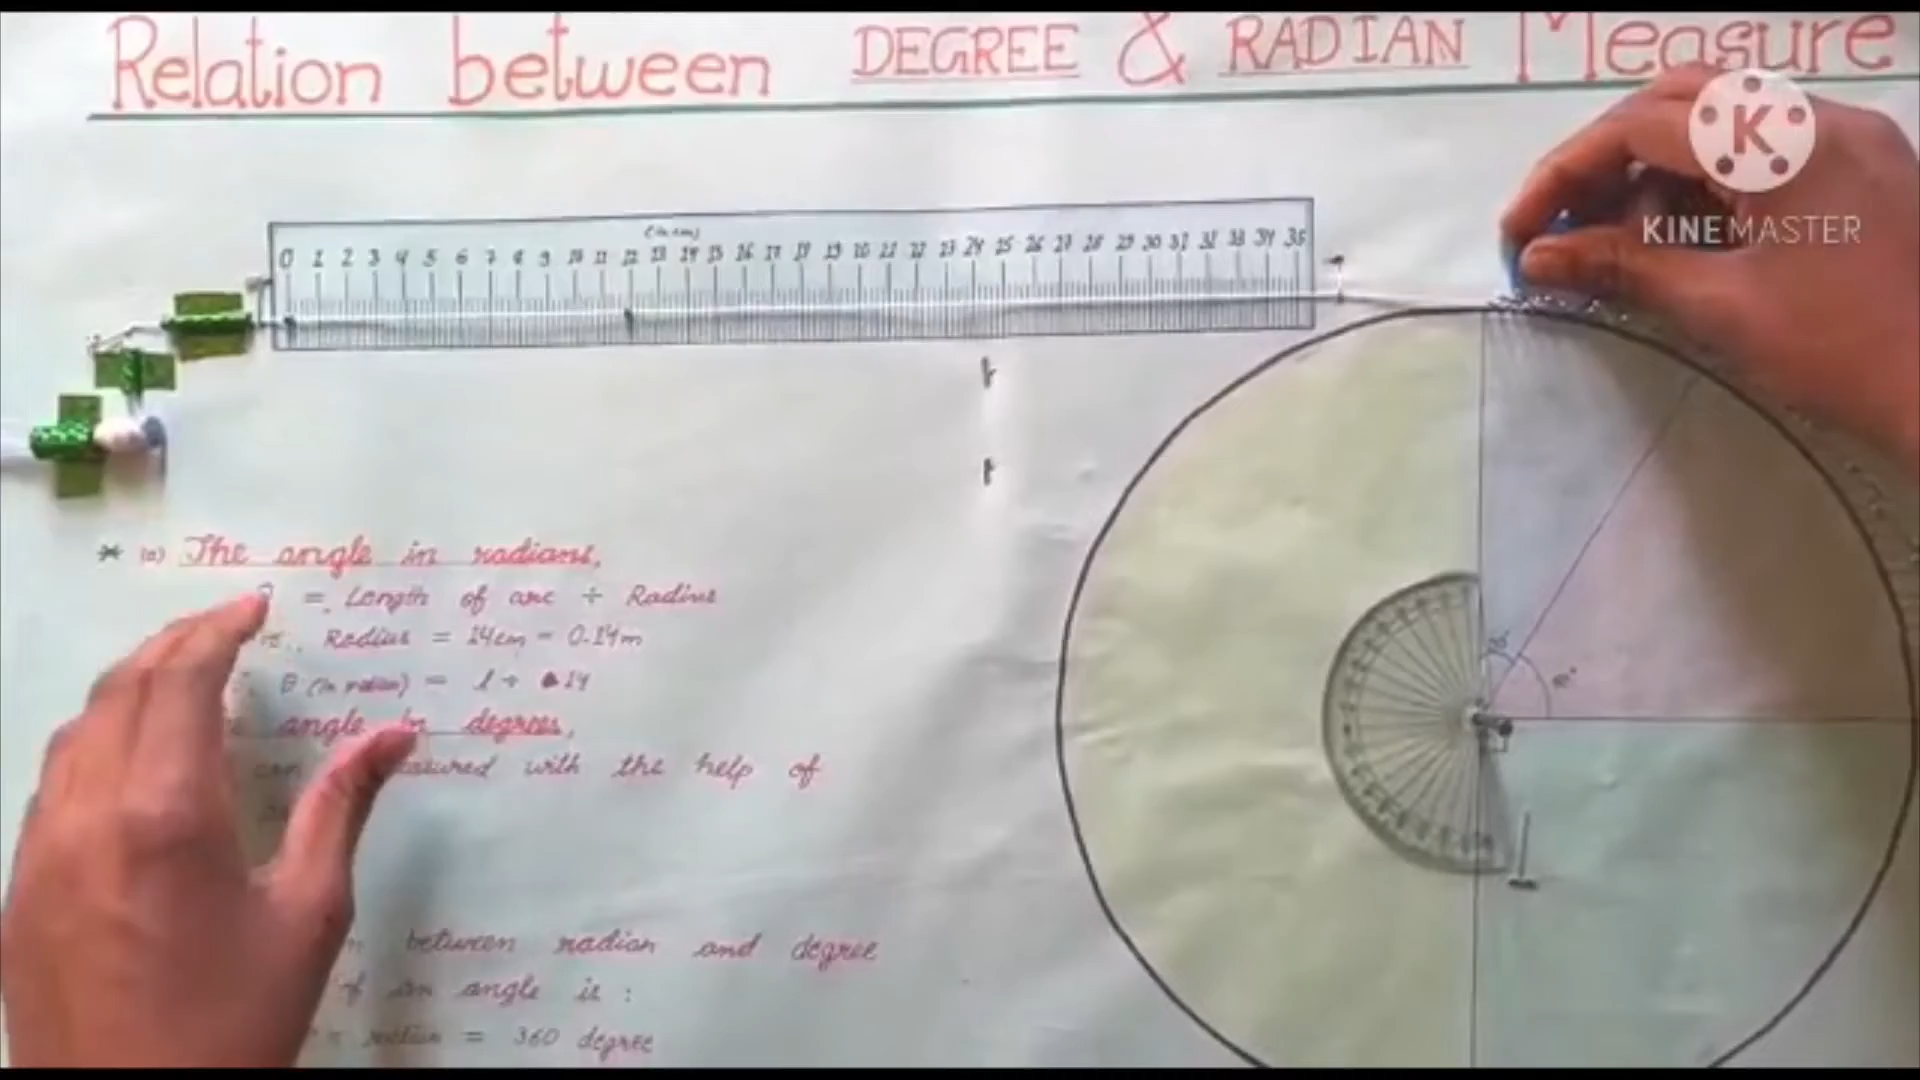 Relation between DEGREE & RADIAN Measure
K
KINEMASTER
(in cm)
0 1 2 3 4 5 6 7 8 9 10 11 12 13 14 15 16 17 18 19 20 21 22 23 24 25 26 27 28 29 30 31 32 33 34 35
* (a) The angle in radians,
= Length of arc ÷ Radius
Radius = 14cm = 0.14m
θ (in radian) = l ÷ .14
angle in degrees,
can measured with the help of
between radian and degree
of an angle is :
radian = 360 degree
90°